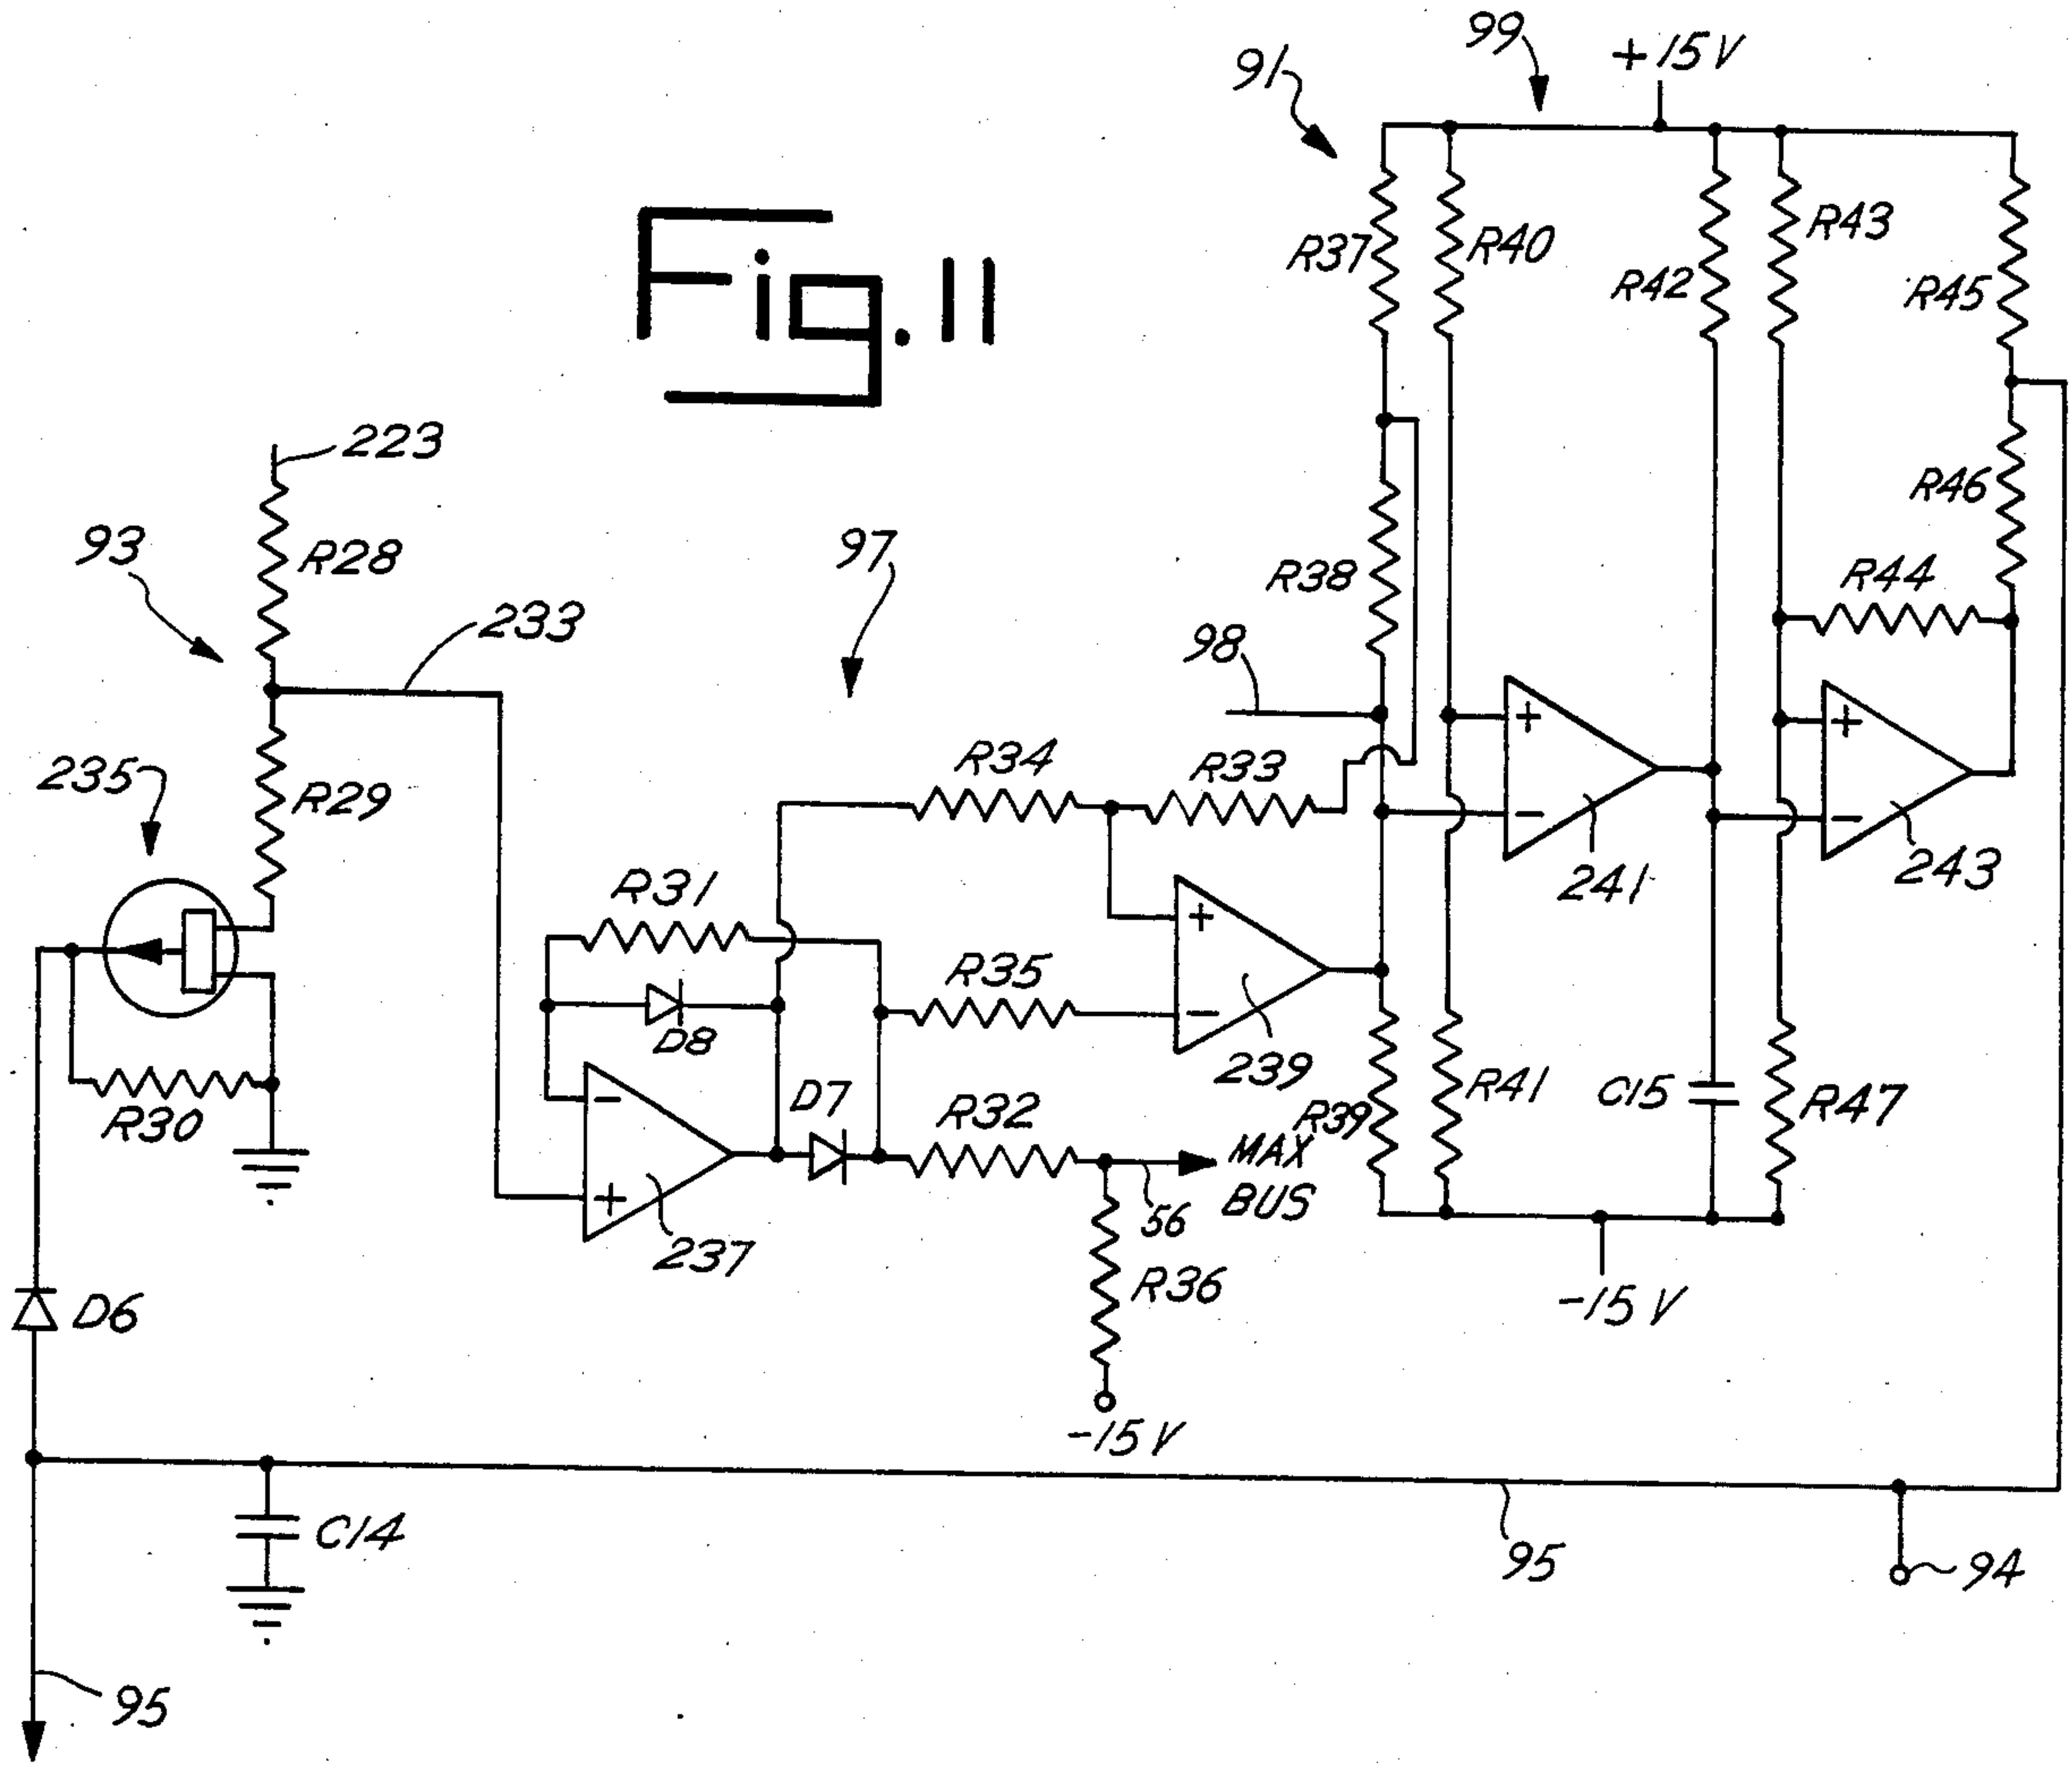 99
+15V
91
Fig.11
R37
R40
R42
R43
R45
223
R46
93
R28
97
R38
R44
233
98
235
R29
R34
R33
+
+
−
−
241
243
R31
R35
+
−
239
D8
D7
R32
R39
R41
C15
R47
R30
−
+
MAX
BUS
56
237
R36
−15V
D6
−15V
C14
95
94
95